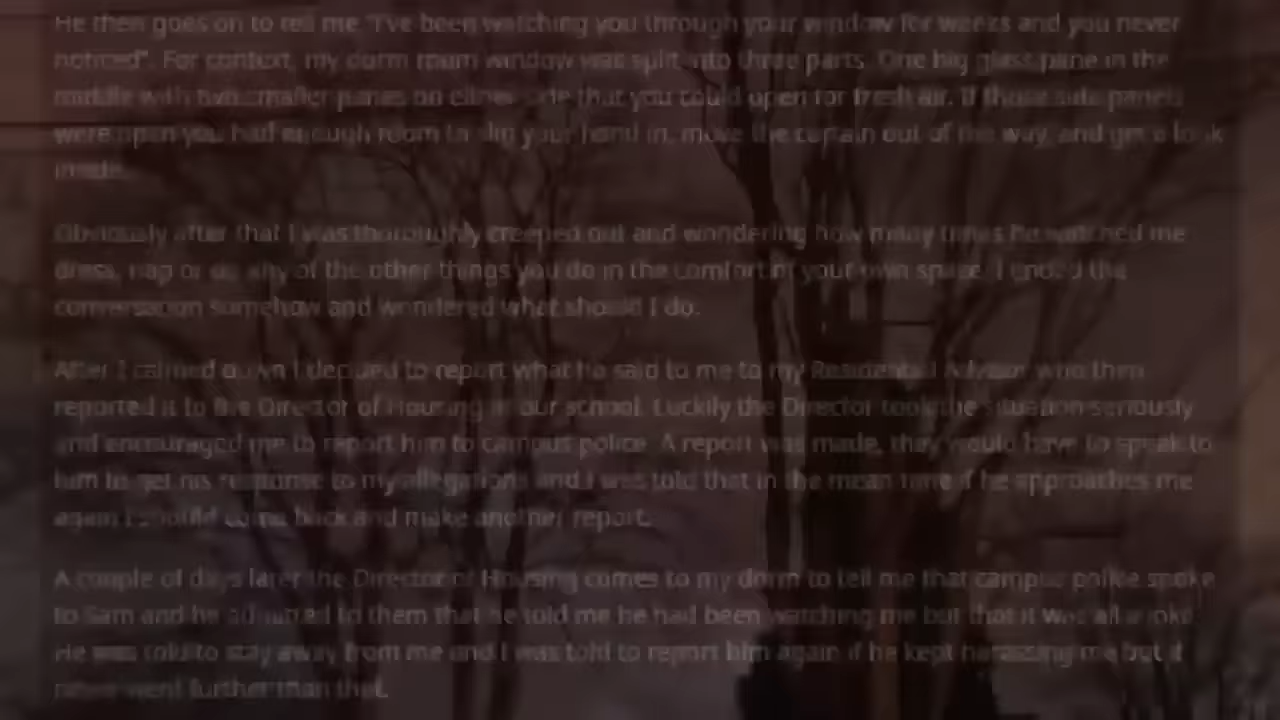 He then goes on to tell me "I've been watching you through your window for weeks and you never
noticed". For context, my dorm room window was split into three parts. One big glass pane in the
middle with two smaller panes on either side that you could open for fresh air. If those side panels
were open you had enough room to slip your hand in, move the curtain out of the way, and get a look
inside.
Obviously after that I was thoroughly creeped out and wondering how many times he watched me
dress, nap or do any of the other things you do in the comfort of your own space. I ended the
conversation somehow and wondered what should I do.
After I calmed down I decided to report what he said to me to my Residential Advisor who then
reported it to the Director of Housing in our school. Luckily the Director took the situation seriously
and encouraged me to report him to campus police. A report was made, they would have to speak to
him to get his response to my allegations and I was told that in the mean time if he approaches me
again I should come back and make another report.
A couple of days later the Director of Housing comes to my dorm to tell me that campus police spoke
to Sam and he admitted to them that he told me he had been watching me but that it was all a joke.
He was told to stay away from me and I was told to report him again if he kept harassing me but it
never went further than that.